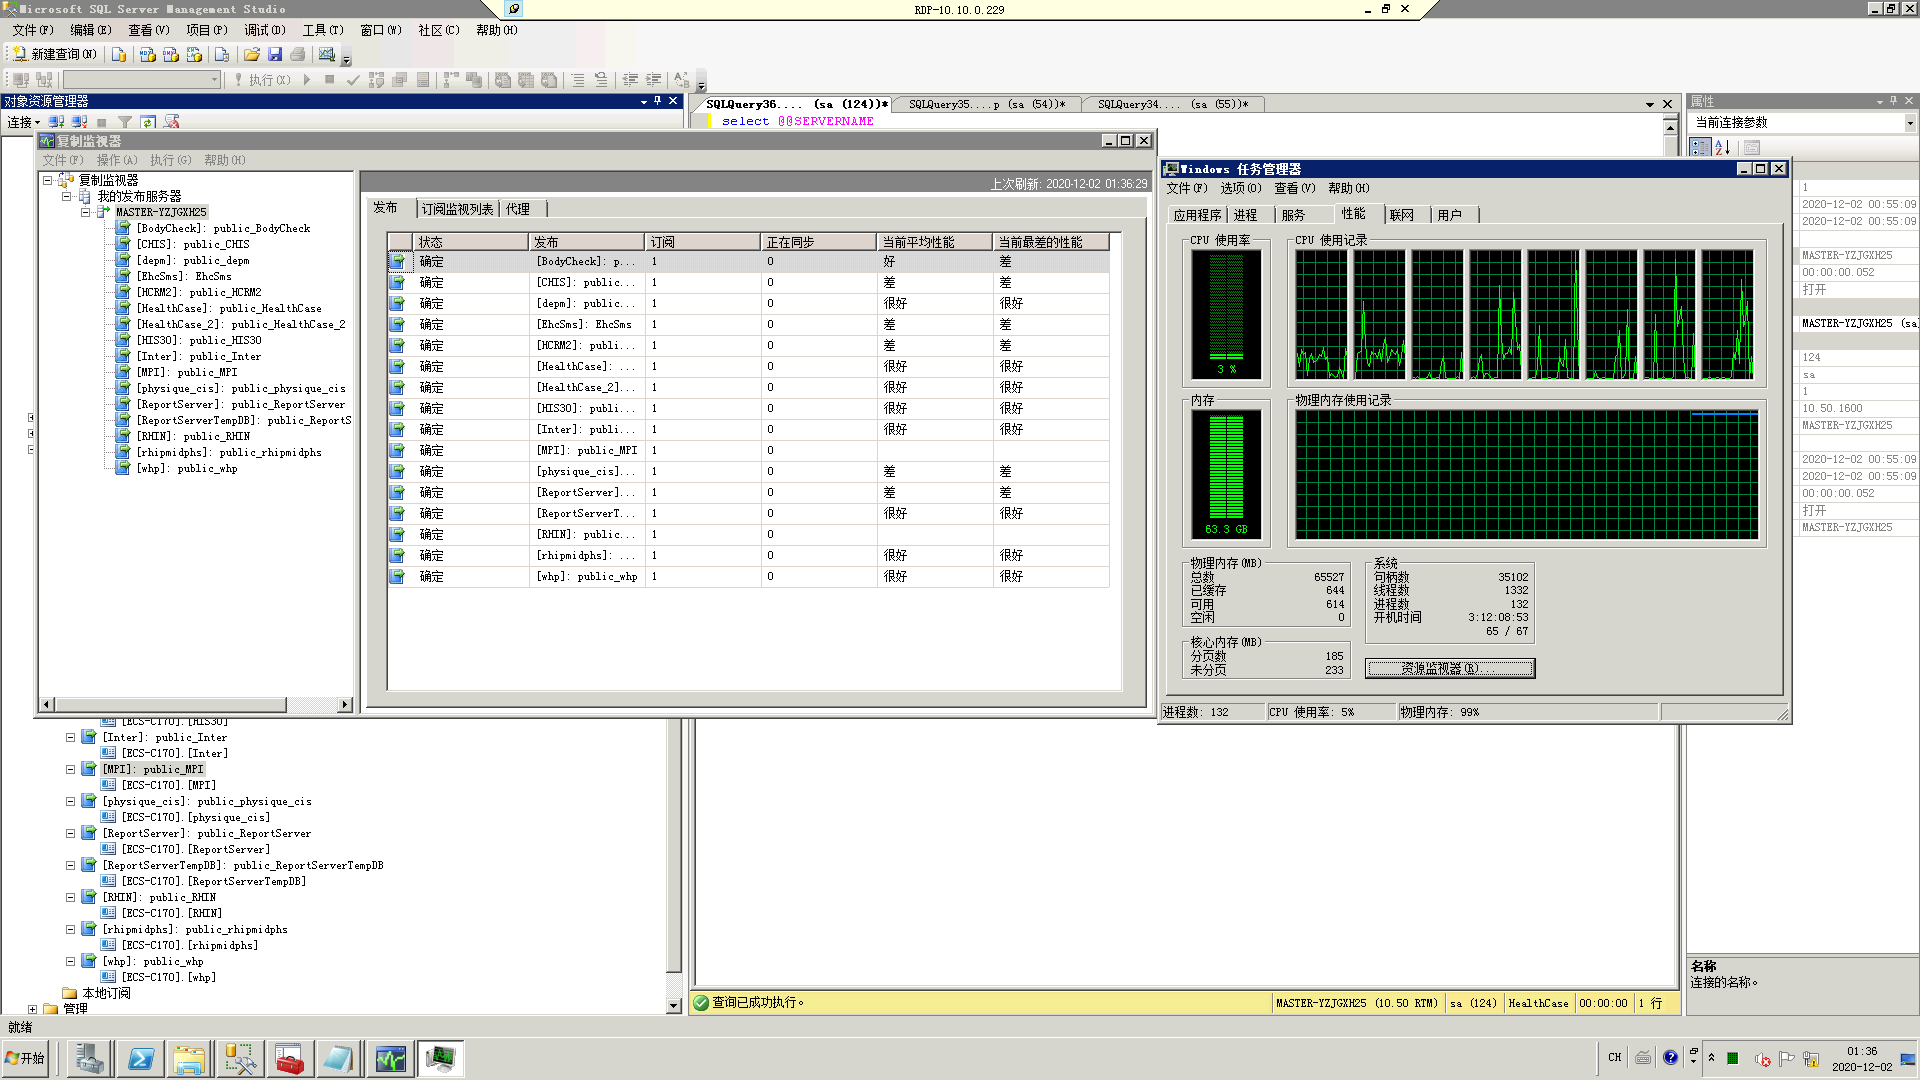 Microsoft SQL Server Management Studio
RDP-10.10.0.229
文件(F)
编辑(E)
查看(V)
项目(P)
调试(D)
工具(T)
窗口(W)
社区(C)
帮助(H)
新建查询(N)
执行(X)
对象资源管理器
连接
SQLQuery36.... (sa (124))*
SQLQuery35....p (sa (54))*
SQLQuery34.... (sa (55))*
select @@SERVERNAME
复制监视器
文件(F)
操作(A)
执行(G)
帮助(H)
复制监视器
我的发布服务器
MASTER-YZJGXH25
[BodyCheck]: public_BodyCheck
[CHIS]: public_CHIS
[depm]: public_depm
[EhcSms]: EhcSms
[HCRM2]: public_HCRM2
[HealthCase]: public_HealthCase
[HealthCase_2]: public_HealthCase_2
[HIS30]: public_HIS30
[Inter]: public_Inter
[MPI]: public_MPI
[physique_cis]: public_physique_cis
[ReportServer]: public_ReportServer
[ReportServerTempDB]: public_ReportS
[RHIN]: public_RHIN
[rhipmidphs]: public_rhipmidphs
[whp]: public_whp
上次刷新: 2020-12-02 01:36:29
发布
订阅监视列表
代理
状态 发布 订阅 正在同步 当前平均性能 当前最差的性能
确定 [BodyCheck]: p... 1 0 好 差
确定 [CHIS]: public... 1 0 差 差
确定 [depm]: public... 1 0 很好 很好
确定 [EhcSms]: EhcSms 1 0 差 差
确定 [HCRM2]: publi... 1 0 差 差
确定 [HealthCase]: ... 1 0 很好 很好
确定 [HealthCase_2]... 1 0 很好 很好
确定 [HIS30]: publi... 1 0 很好 很好
确定 [Inter]: publi... 1 0 很好 很好
确定 [MPI]: public_MPI 1 0
确定 [physique_cis]... 1 0 差 差
确定 [ReportServer]... 1 0 差 差
确定 [ReportServerT... 1 0 很好 很好
确定 [RHIN]: public... 1 0
确定 [rhipmidphs]: ... 1 0 很好 很好
确定 [whp]: public_whp 1 0 很好 很好
Windows 任务管理器
文件(F)
选项(O)
查看(V)
帮助(H)
应用程序
进程
服务
性能
联网
用户
CPU 使用率
3 %
CPU 使用记录
内存
63.3 GB
物理内存使用记录
物理内存(MB)
总数 65527
已缓存 644
可用 614
空闲 0
核心内存(MB)
分页数 185
未分页 233
系统
句柄数 35102
线程数 1332
进程数 132
开机时间 3:12:08:53
65 / 67
资源监视器(R)...
进程数: 132
CPU 使用率: 5%
物理内存: 99%
属性
当前连接参数
1
2020-12-02 00:55:09
2020-12-02 00:55:09
MASTER-YZJGXH25
00:00:00.052
打开
MASTER-YZJGXH25 (sa
124
sa
1
10.50.1600
MASTER-YZJGXH25
2020-12-02 00:55:09
2020-12-02 00:55:09
00:00:00.052
打开
MASTER-YZJGXH25
名称
连接的名称。
[ECS-C170].[HIS30]
[Inter]: public_Inter
[ECS-C170].[Inter]
[MPI]: public_MPI
[ECS-C170].[MPI]
[physique_cis]: public_physique_cis
[ECS-C170].[physique_cis]
[ReportServer]: public_ReportServer
[ECS-C170].[ReportServer]
[ReportServerTempDB]: public_ReportServerTempDB
[ECS-C170].[ReportServerTempDB]
[RHIN]: public_RHIN
[ECS-C170].[RHIN]
[rhipmidphs]: public_rhipmidphs
[ECS-C170].[rhipmidphs]
[whp]: public_whp
[ECS-C170].[whp]
本地订阅
管理
查询已成功执行。
MASTER-YZJGXH25 (10.50 RTM)
sa (124)
HealthCase
00:00:00
1 行
就绪
开始
CH
01:36
2020-12-02